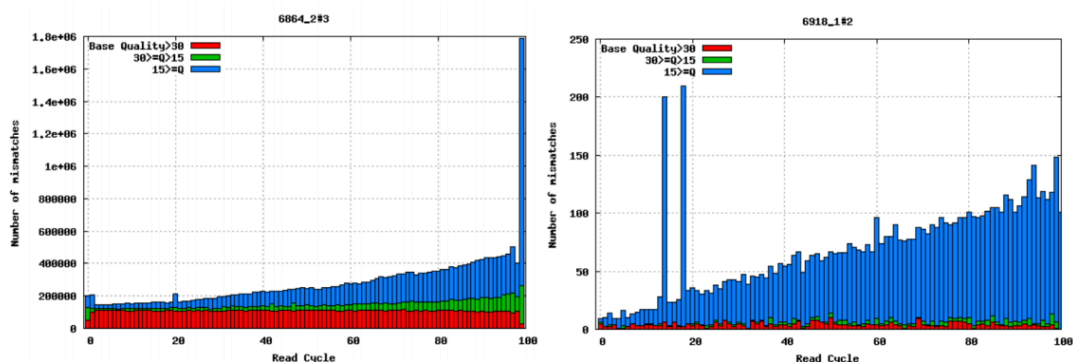 6864_2#3
Number of mismatches
1.8e+06
1.6e+06
1.4e+06
1.2e+06
1e+06
800000
600000
400000
200000
0
Base Quality>30
30>=Q>15
15>=Q
0 20 40 60 80 100
Read Cycle
6918_1#2
Number of mismatches
250
200
150
100
50
0
Base Quality>30
30>=Q>15
15>=Q
0 20 40 60 80 100
Read Cycle